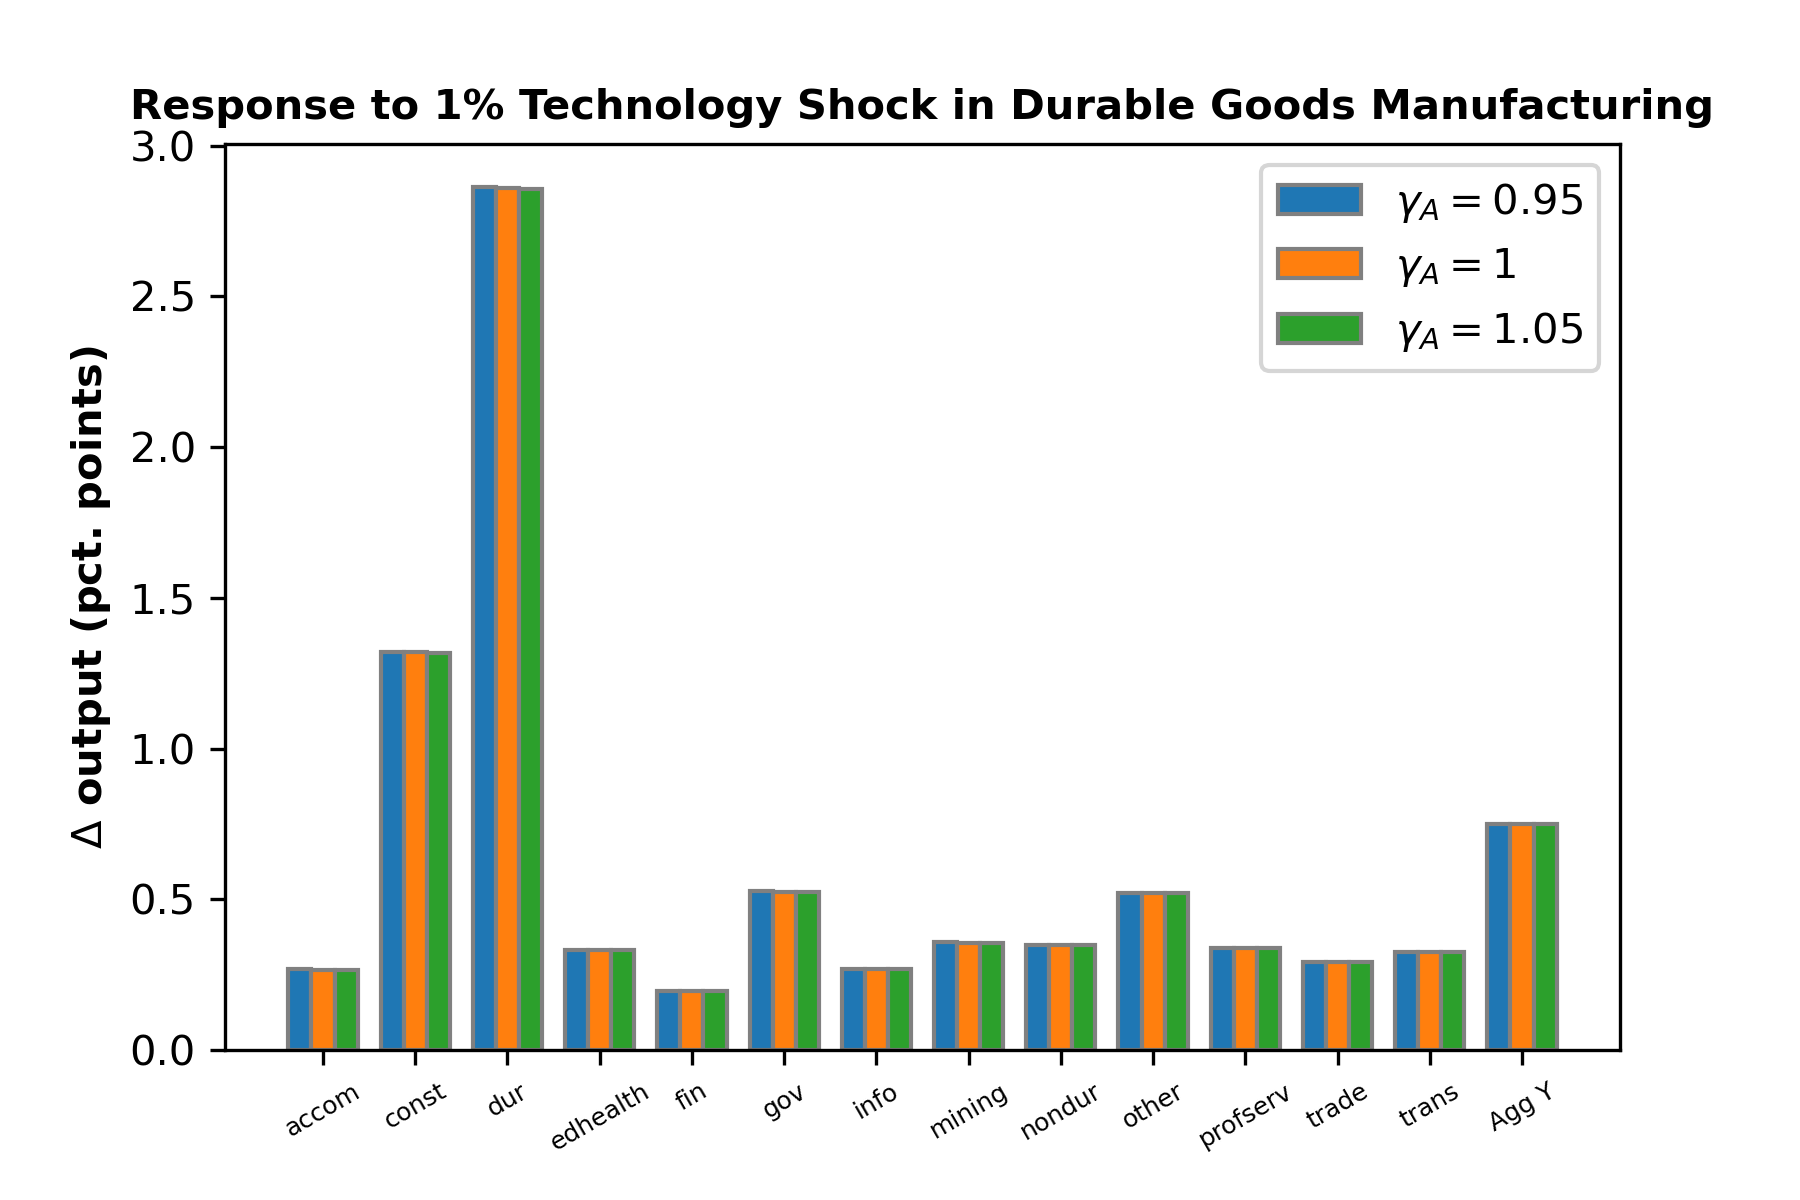 Response to 1% Technology Shock in Durable Goods Manufacturing
Δ output (pct. points)
3.0
2.5
2.0
1.5
1.0
0.5
0.0
γ_A = 0.95
γ_A = 1
γ_A = 1.05
accom const dur edhealth fin gov info mining nondur other profserv trade trans Agg Y